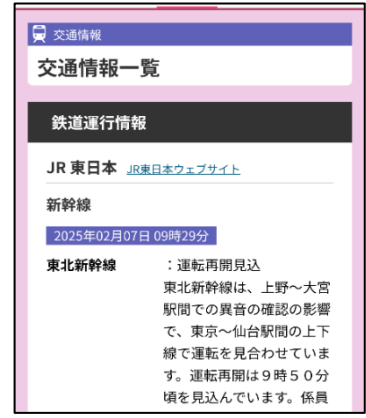 交通情報
交通情報一覧
鉄道運行情報
JR 東日本 JR東日本ウェブサイト
新幹線
2025年02月07日 09時29分
東北新幹線 ：運転再開見込
東北新幹線は、上野～大宮
駅間での異音の確認の影響
で、東京～仙台駅間の上下
線で運転を見合わせていま
す。運転再開は９時５０分
頃を見込んでいます。係員